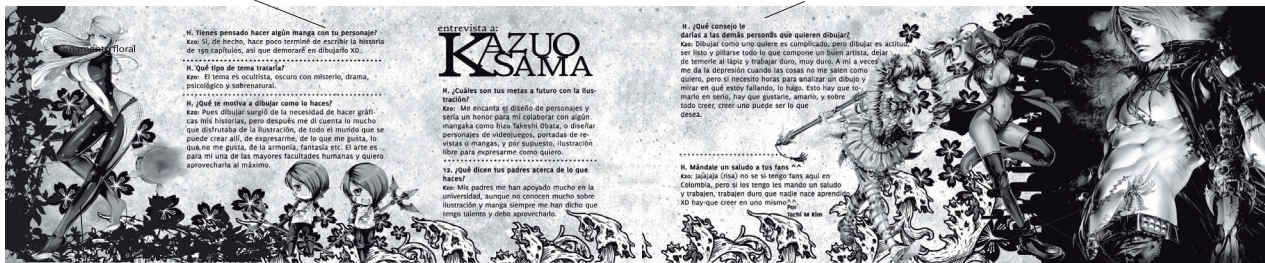 Ornamento floral
H. Tienes pensado hacer algún manga con tu personaje?
Kzo: Si, de hecho, hace poco terminé de escribir la historia
de 150 capítulos, asi que demoraré en dibujarlo XD.
H. Qué tipo de tema trataría?
Kzo: El tema es ocultista, oscuro con misterio, drama,
psicológico y sobrenatural.
H. ¿Qué te motiva a dibujar como lo haces?
Kzo: Pues dibujar surgió de la necesidad de hacer gráfi-
cas mis historias, pero después me di cuenta lo mucho
que disfrutaba de la ilustración, de todo el mundo que se
puede crear allí, de expresarme, de lo que me gusta, lo
que no me gusta, de la armonía, fantasía etc. El arte es
para mi una de las mayores facultades humanas y quiero
aprovecharla al máximo.
entrevista a:
KAZUO
SAMA
H. ¿Cuáles son tus metas a futuro con la ilus-
tración?
Kzo: Me encanta el diseño de personajes y
sería un honor para mi colaborar con algún
mangaka como hizo Takeshi Obata, o diseñar
personajes de videojuegos, portadas de re-
vistas o mangas, y por supuesto, ilustración
libre para expresarme como quiero.
12. ¿Qué dicen tus padres acerca de lo que
haces?
Kzo: Mis padres me han apoyado mucho en la
universidad, aunque no conocen mucho sobre
ilustración y manga siempre me han dicho que
tengo talento y debo aprovecharlo.
H. ¿Qué consejo le
darías a las demás personas que quieren dibujar?
Kzo: Dibujar como uno quiere es complicado, pero dibujar es actitud,
ser listo y pillarse todo lo que compone un buen artista, dejar
de temerle al lápiz y trabajar duro, muy duro. A mi a veces
me da la depresión cuando las cosas no me salen como
quiero, pero si necesito horas para analizar un dibujo y
mirar en qué estoy fallando, lo hago. Esto hay que to-
marlo en serio, hay que gustarle, amarlo, y sobre
todo creer, creer uno puede ser lo que
desea.
H. Mándale un saludo a tus fans ^^
Kzo: Jajajaja (risa) no se si tengo fans aqui en
Colombia, pero si los tengo les mando un saludo
y trabajen, trabajen duro que nadie nace aprendido
XD hay que creer en uno mismo^^.
Por
Tachi M Kim